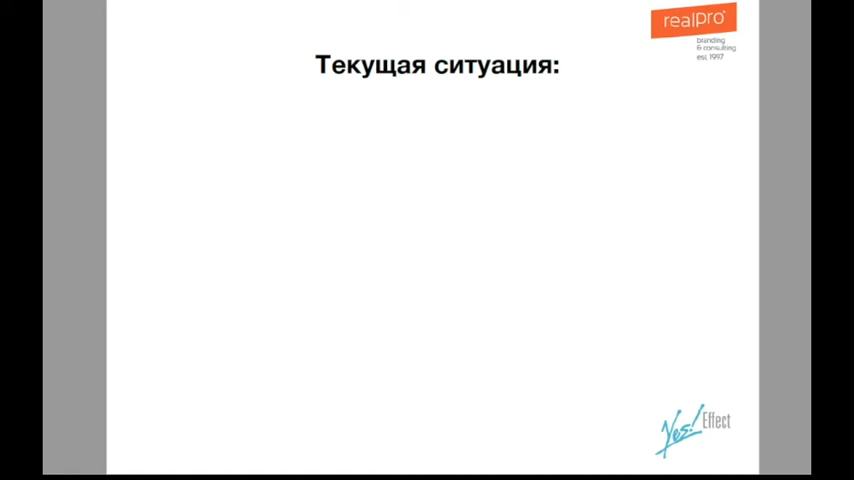 realpro
branding
& consulting
est. 1997
Текущая ситуация:
Yes! Effect